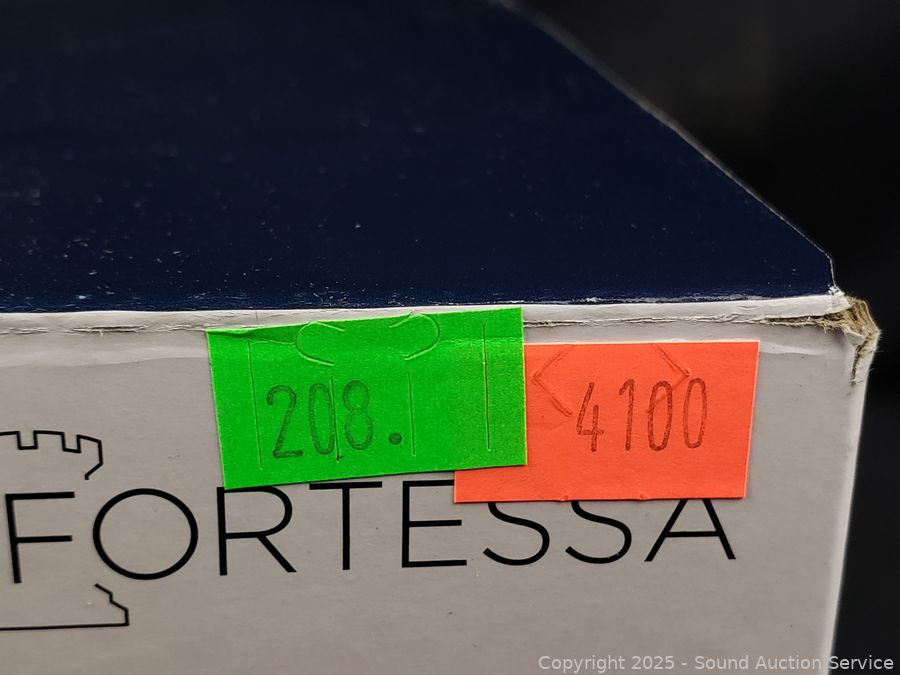 208. 4100
FORTESSA
Copyright 2025 - Sound Auction Service